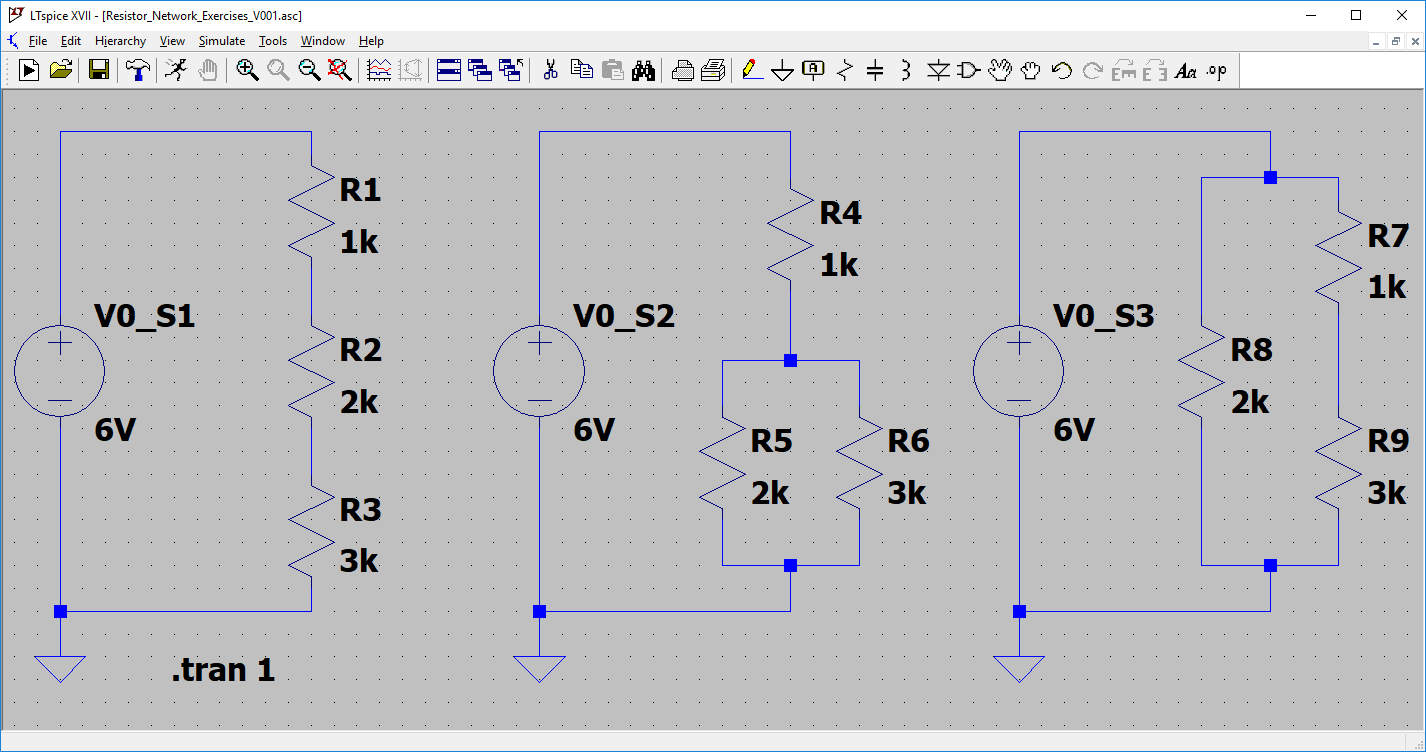 LTspice XVII - [Resistor_Network_Exercises_V001.asc]
File Edit Hierarchy View Simulate Tools Window Help
A Aa .op
R1
1k
V0_S1
6V
R2
2k
R3
3k
.tran 1
R4
1k
V0_S2
6V
R5
2k
R6
3k
V0_S3
6V
R7
1k
R8
2k
R9
3k